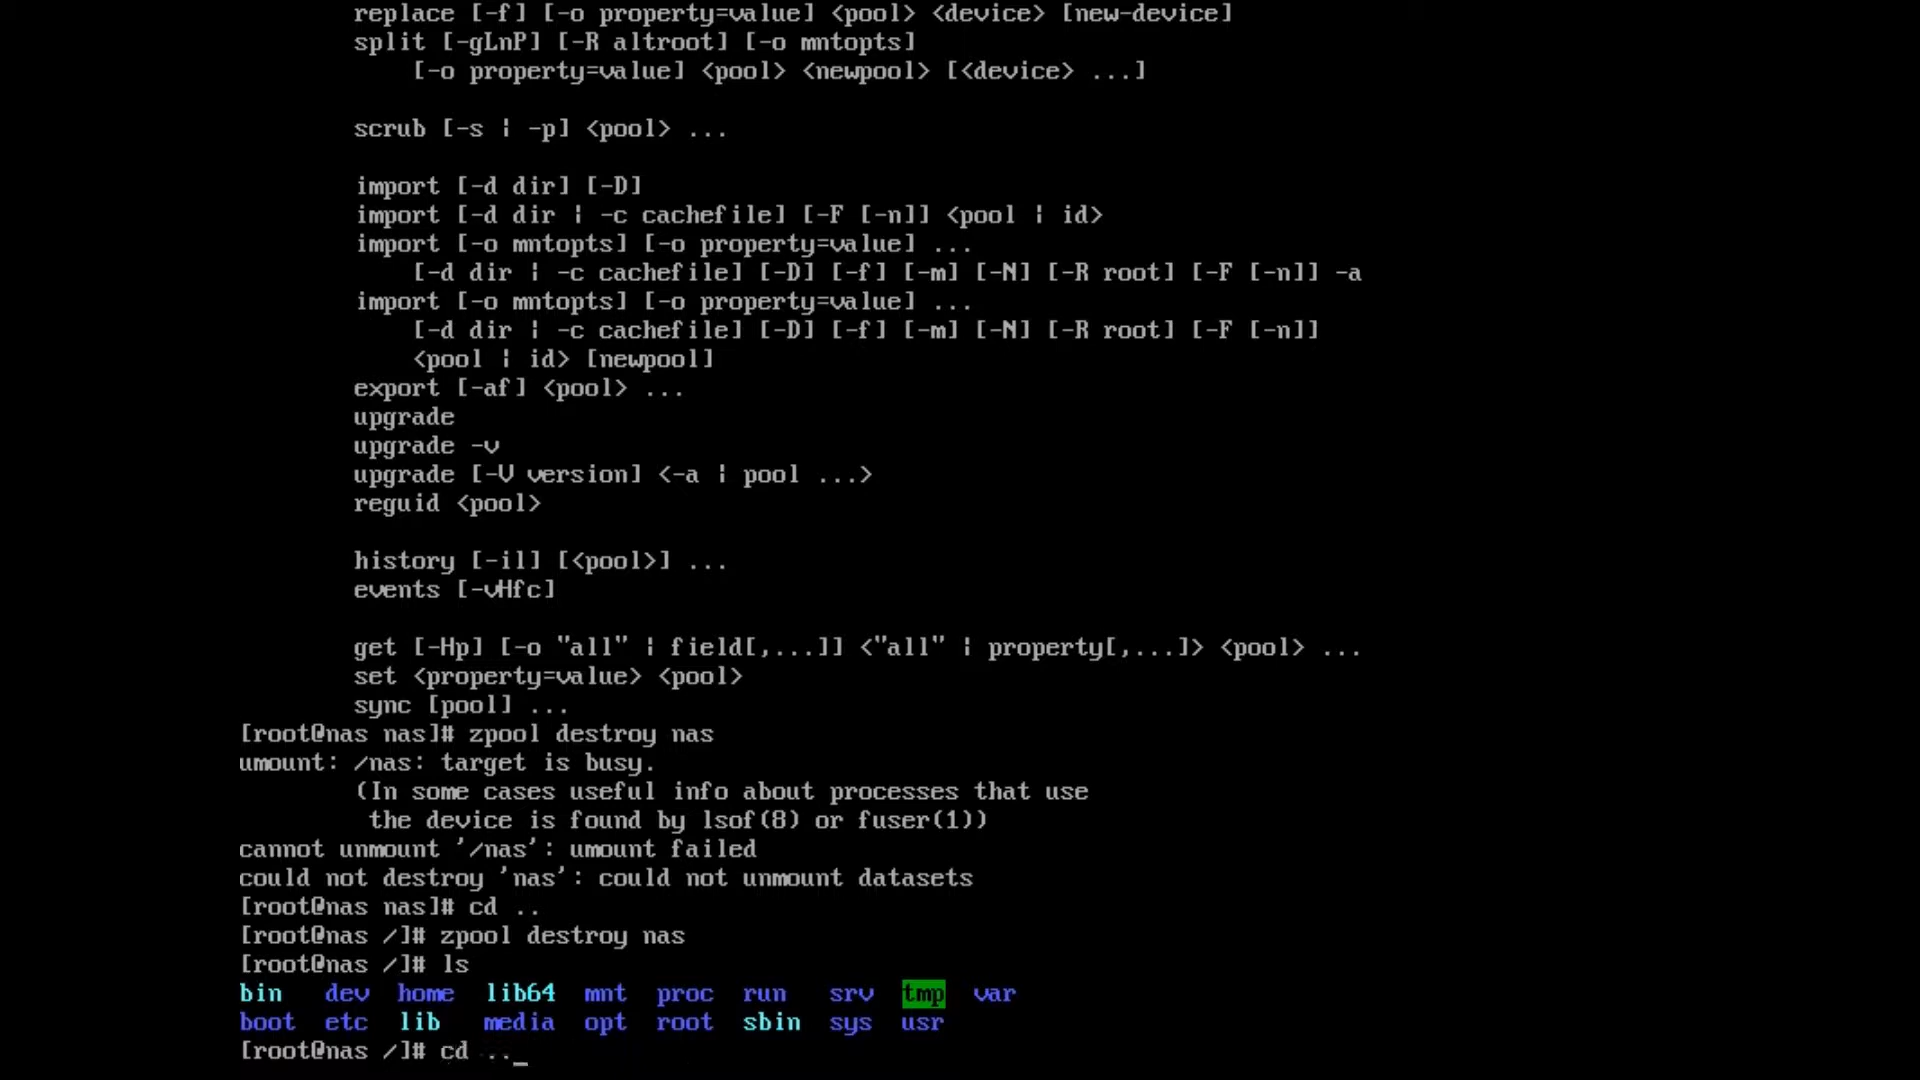 replace [-f] [-o property=value] <pool> <device> [new-device]
split [-gLnP] [-R altroot] [-o mntopts]
[-o property=value] <pool> <newpool> [<device> ...]
scrub [-s | -p] <pool> ...
import [-d dir] [-D]
import [-d dir | -c cachefile] [-F [-n]] <pool | id>
import [-o mntopts] [-o property=value] ...
[-d dir | -c cachefile] [-D] [-f] [-m] [-N] [-R root] [-F [-n]] -a
import [-o mntopts] [-o property=value] ...
[-d dir | -c cachefile] [-D] [-f] [-m] [-N] [-R root] [-F [-n]]
<pool | id> [newpool]
export [-af] <pool> ...
upgrade
upgrade -v
upgrade [-V version] <-a | pool ...>
reguid <pool>
history [-il] [<pool>] ...
events [-vHfc]
get [-Hp] [-o "all" | field[,...]] <"all" | property[,...]> <pool> ...
set <property=value> <pool>
sync [pool] ...
[root@nas nas]# zpool destroy nas
umount: /nas: target is busy.
(In some cases useful info about processes that use
the device is found by lsof(8) or fuser(1))
cannot unmount '/nas': umount failed
could not destroy 'nas': could not unmount datasets
[root@nas nas]# cd ..
[root@nas /]# zpool destroy nas
[root@nas /]# ls
bin dev home lib64 mnt proc run srv tmp var
boot etc lib media opt root sbin sys usr
[root@nas /]# cd .._